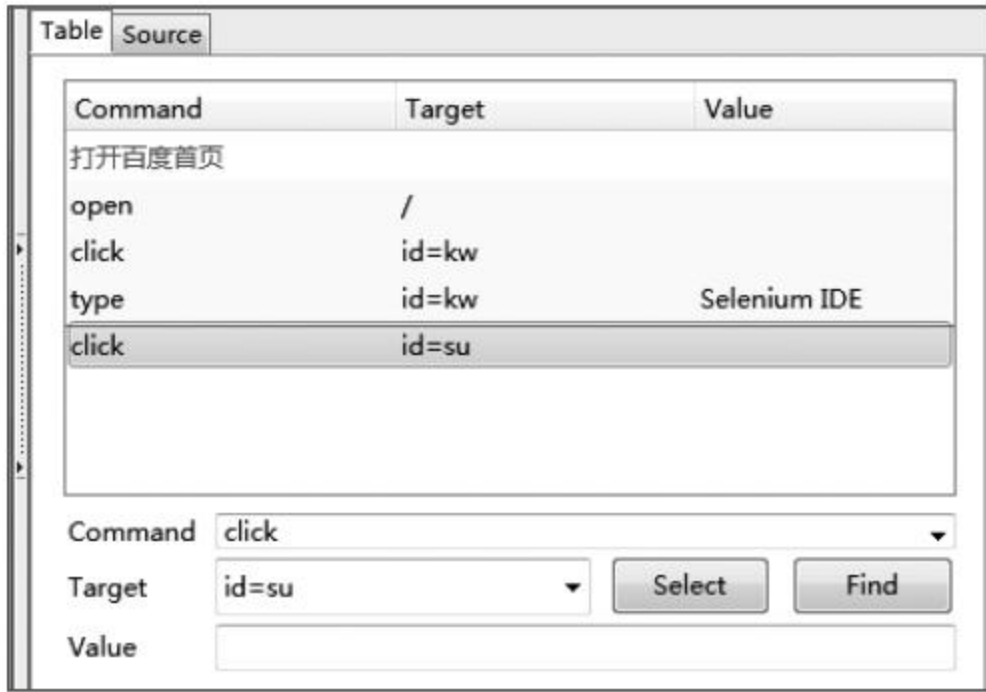 Table Source
Command Target Value
打开百度首页
open /
click id=kw
type id=kw Selenium IDE
click id=su
Command click
Target id=su Select Find
Value